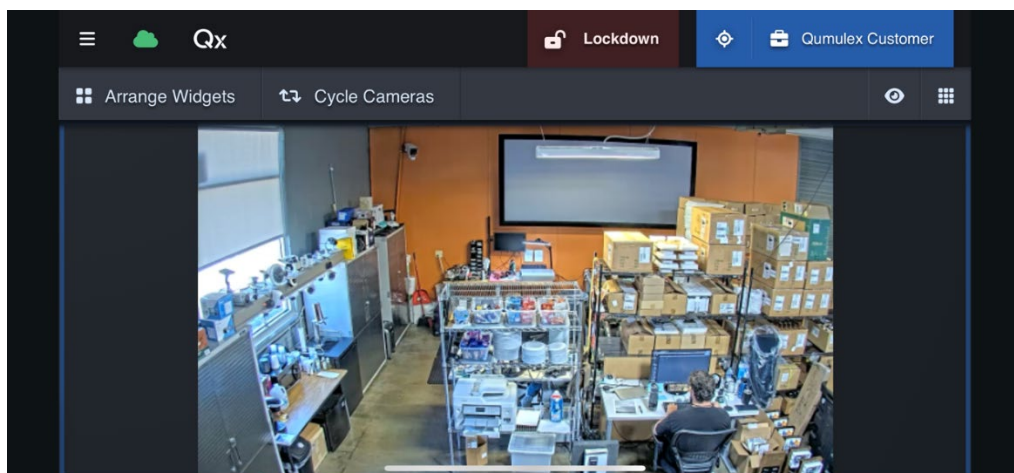 Qx
Lockdown
Qumulex Customer
Arrange Widgets
Cycle Cameras